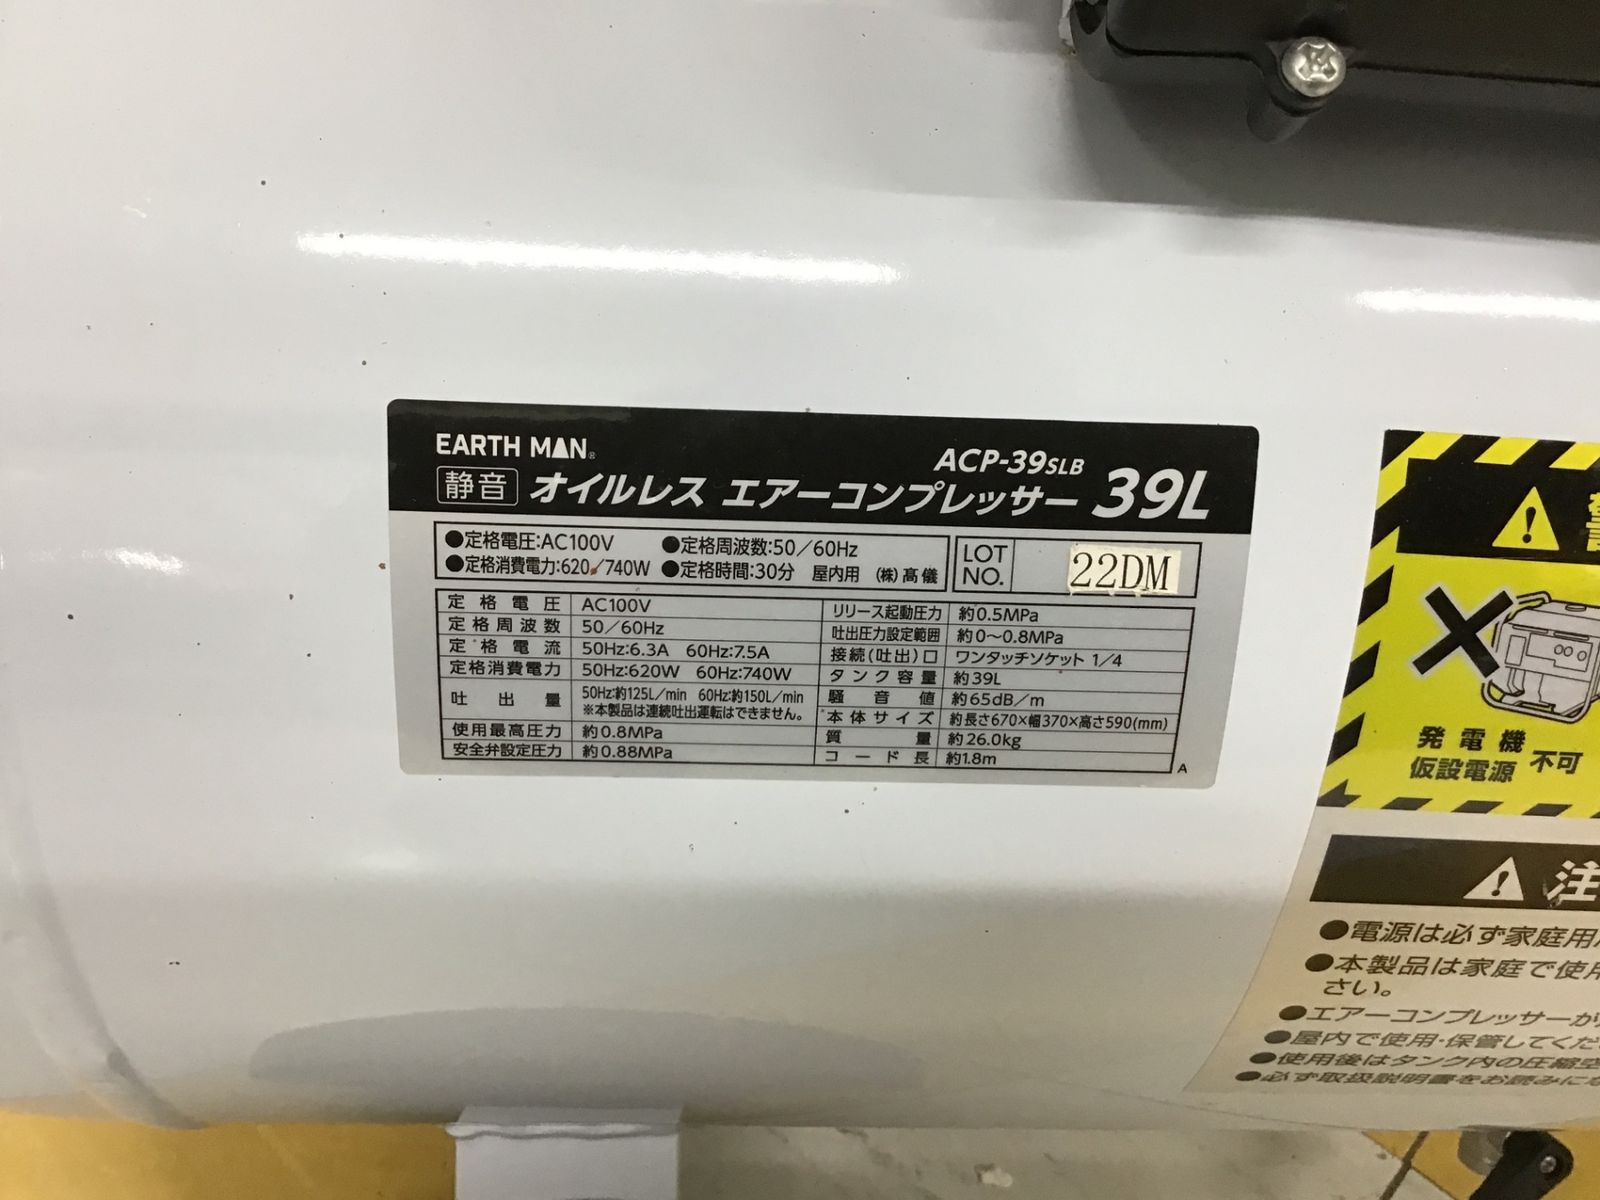 EARTH MAN®
ACP-39SLB
静音 オイルレス エアーコンプレッサー 39L
●定格電圧:AC100V ●定格周波数:50／60Hz
●定格消費電力:620／740W ●定格時間:30分 屋内用 (株)髙儀
LOT NO. 22DM
定格電圧 AC100V
定格周波数 50／60Hz
定格電流 50Hz:6.3A 60Hz:7.5A
定格消費電力 50Hz:620W 60Hz:740W
吐出量 50Hz:約125L／min 60Hz:約150L／min
※本製品は連続吐出運転はできません。
使用最高圧力 約0.8MPa
安全弁設定圧力 約0.88MPa
リリース起動圧力 約0.5MPa
吐出圧力設定範囲 約0〜0.8MPa
接続(吐出)口 ワンタッチソケット 1/4
タンク容量 約39L
騒音値 約65dB／m
本体サイズ 約長さ670×幅370×高さ590(mm)
質量 約26.0kg
コード長 約1.8m
A
発電機
仮設電源 不可
注
●電源は必ず家庭用
●本製品は家庭で使用
さい。
●エアーコンプレッサーが
●屋内で使用・保管してくだ
●使用後はタンク内の圧縮空
●必ず取扱説明書をお読みにな